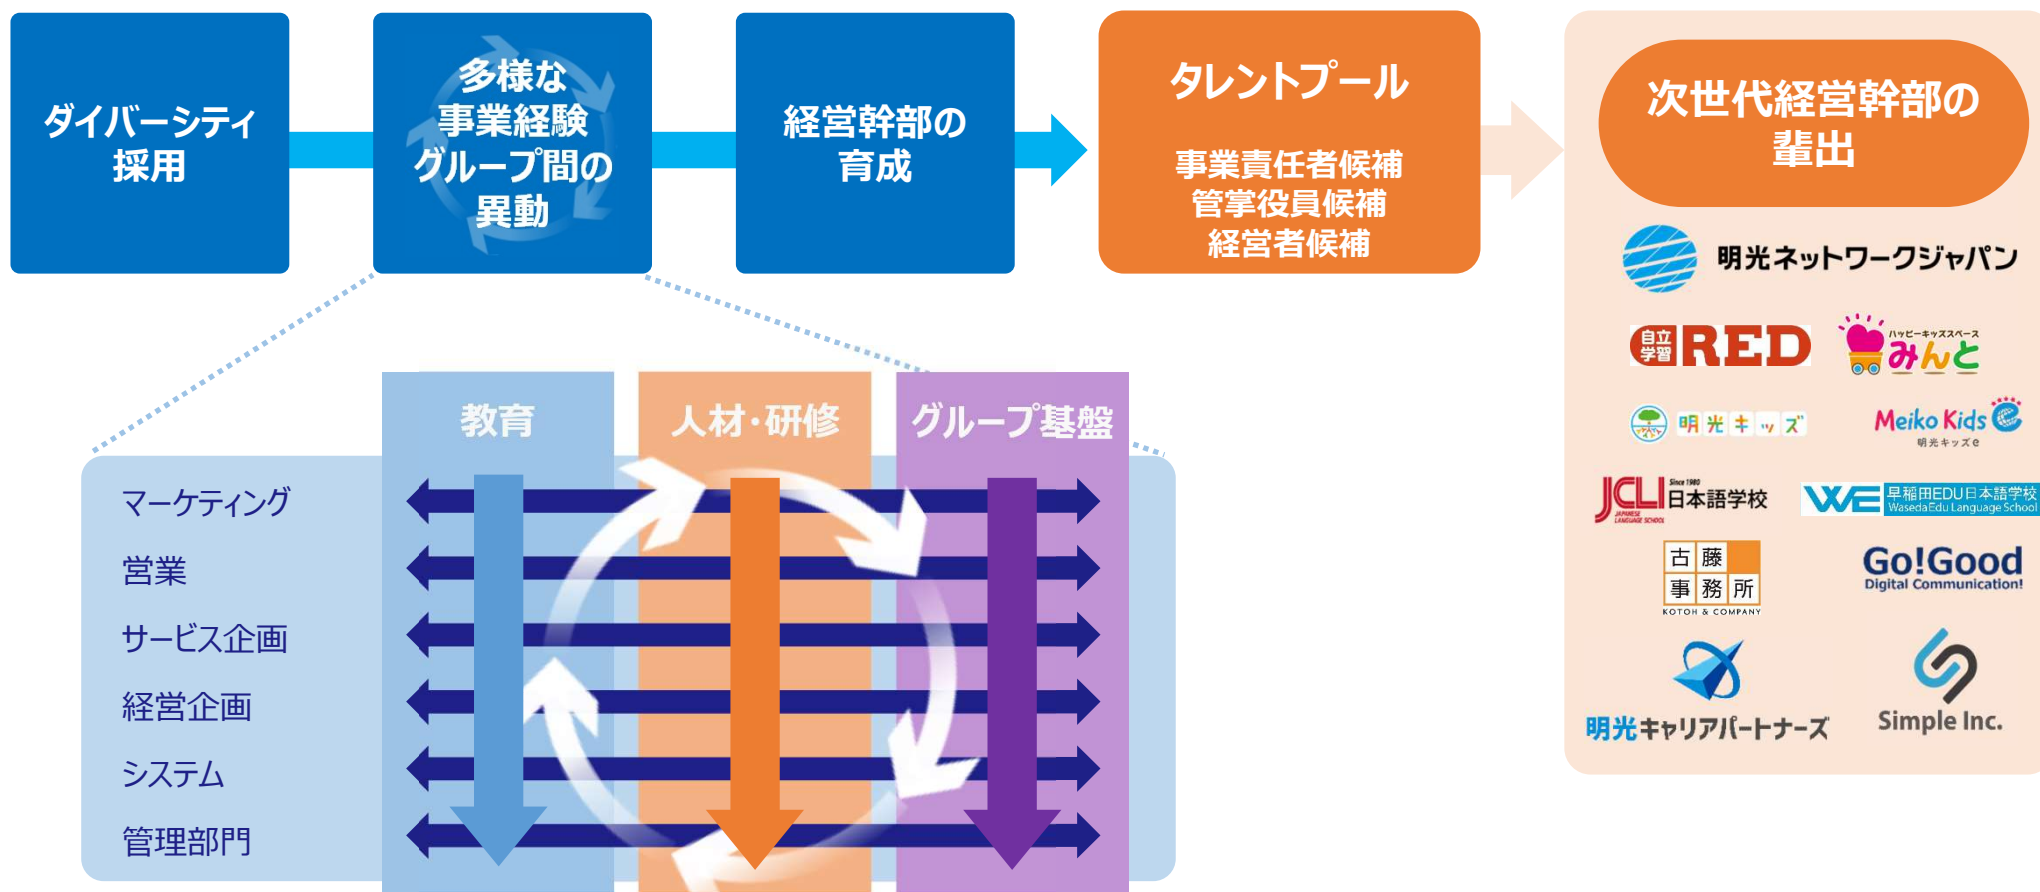 ダイバーシティ
採用
多様な
事業経験
グループ間の
異動
経営幹部の
育成
タレントプール
事業責任者候補
管掌役員候補
経営者候補
次世代経営幹部の
輩出
明光ネットワークジャパン
自立
学習
RED
ハッピーキッズスペース
みんと
明光キッズ
Meiko Kids e
明光キッズe
JCLI
Since 1980
日本語学校
JAPANESE
LANGUAGE SCHOOL
WE
早稲田EDU日本語学校
WasedaEdu Language School
古藤
事務所
KOTOH & COMPANY
Go!Good
Digital Communication!
明光キャリアパートナーズ
Simple Inc.
教育
人材・研修
グループ基盤
マーケティング
営業
サービス企画
経営企画
システム
管理部門